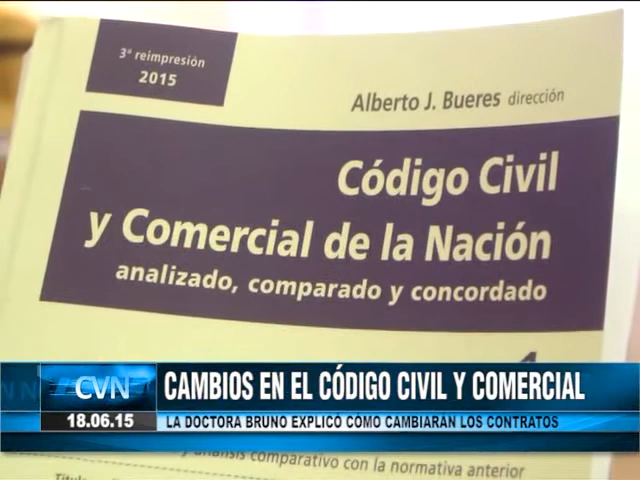 3ª reimpresión
2015
Alberto J. Bueres dirección
Código Civil
y Comercial de la Nación
analizado, comparado y concordado
CVN
CAMBIOS EN EL CÓDIGO CIVIL Y COMERCIAL
18.06.15
LA DOCTORA BRUNO EXPLICÓ CÓMO CAMBIARÁN LOS CONTRATOS
análisis comparativo con la normativa anterior